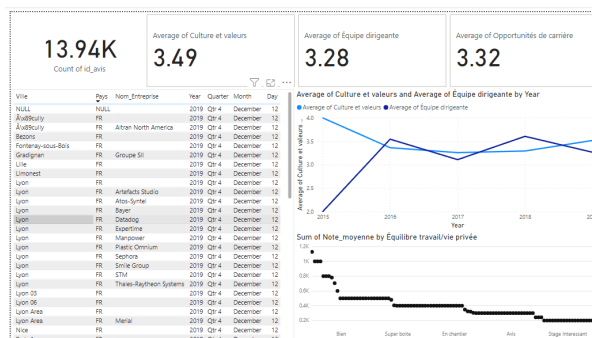 13.94K
Count of id_avis
Average of Culture et valeurs
3.49
Average of Équipe dirigeante
3.28
Average of Opportunités de carrière
3.32
Ville Pays Nom_Entreprise Year Quarter Month Day
NULL NULL 2019 Qtr 4 December 12
Â\x89cully FR 2019 Qtr 4 December 12
Â\x89cully FR Altran North America 2019 Qtr 4 December 12
Bezons FR 2019 Qtr 4 December 12
Fontenay-sous-Bois FR 2019 Qtr 4 December 12
Gradignan FR Groupe SII 2019 Qtr 4 December 12
Lille FR 2019 Qtr 4 December 12
Limonest FR 2019 Qtr 4 December 12
Lyon FR 2019 Qtr 4 December 12
Lyon FR Artefacts Studio 2019 Qtr 4 December 12
Lyon FR Atos-Syntel 2019 Qtr 4 December 12
Lyon FR Bayer 2019 Qtr 4 December 12
Lyon FR Datadog 2019 Qtr 4 December 12
Lyon FR Expertime 2019 Qtr 4 December 12
Lyon FR Manpower 2019 Qtr 4 December 12
Lyon FR Plastic Omnium 2019 Qtr 4 December 12
Lyon FR Sephora 2019 Qtr 4 December 12
Lyon FR Smile Group 2019 Qtr 4 December 12
Lyon FR STM 2019 Qtr 4 December 12
Lyon FR Thales-Raytheon Systems 2019 Qtr 4 December 12
Lyon 03 FR 2019 Qtr 4 December 12
Lyon 06 FR 2019 Qtr 4 December 12
Lyon Area FR 2019 Qtr 4 December 12
Lyon Area FR Merial 2019 Qtr 4 December 12
Nice FR 2019 Qtr 4 December 12
Average of Culture et valeurs and Average of Équipe dirigeante by Year
Average of Culture et valeurs Average of Équipe dirigeante
Average of Culture et valeurs ...
4.0
3.5
3.0
2.5
2.0
2015 2016 2017 2018
Year
Sum of Note_moyenne by Équilibre travail/vie privée
1.2K
1K
0.8K
0.6K
0.4K
0.2K
Bien Super boite En chantier Avis Stage Interessant